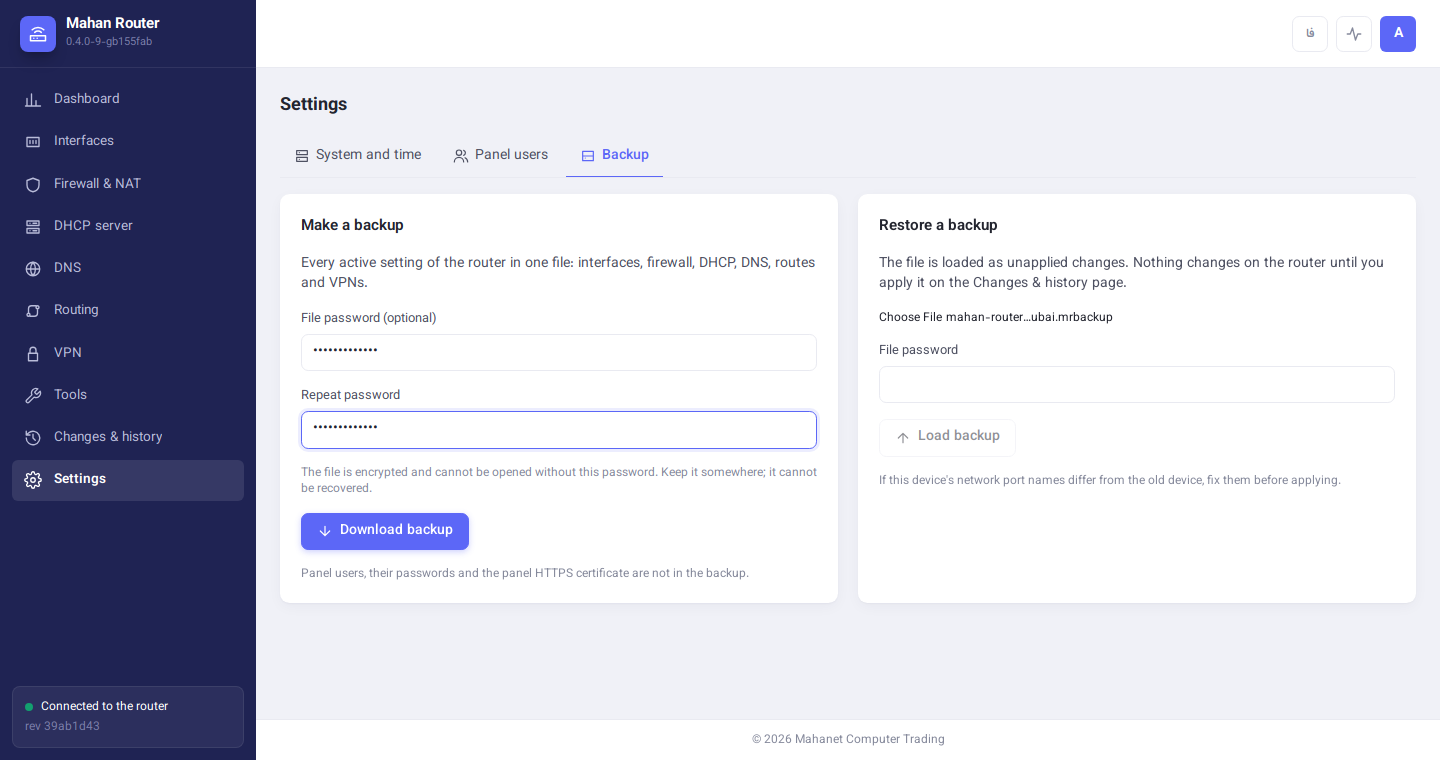 Mahan Router
0.4.0-9-gb155fab
Dashboard
Interfaces
Firewall & NAT
DHCP server
DNS
Routing
VPN
Tools
Changes & history
Settings
Connected to the router
rev 39ab1d43
فا
A
Settings
System and time
Panel users
Backup
Make a backup
Every active setting of the router in one file: interfaces, firewall, DHCP, DNS, routes
and VPNs.
File password (optional)
•••••••••••••
Repeat password
•••••••••••••
The file is encrypted and cannot be opened without this password. Keep it somewhere; it cannot
be recovered.
Download backup
Panel users, their passwords and the panel HTTPS certificate are not in the backup.
Restore a backup
The file is loaded as unapplied changes. Nothing changes on the router until you
apply it on the Changes & history page.
Choose File mahan-router...ubai.mrbackup
File password
Load backup
If this device's network port names differ from the old device, fix them before applying.
© 2026 Mahanet Computer Trading